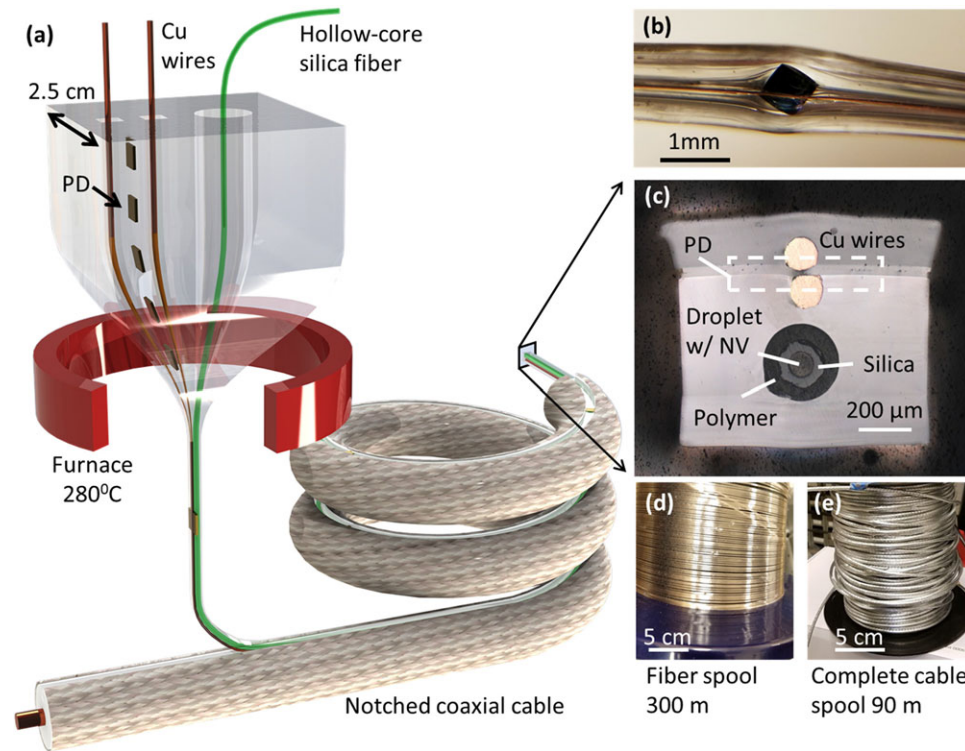 (a)
Cu
wires
Hollow-core
silica fiber
2.5 cm
PD
Furnace
280⁰C
Notched coaxial cable
(b)
1mm
(c)
PD
Cu wires
Droplet
w/ NV
Silica
Polymer
200 µm
(d)
5 cm
Fiber spool
300 m
(e)
5 cm
Complete cable
spool 90 m